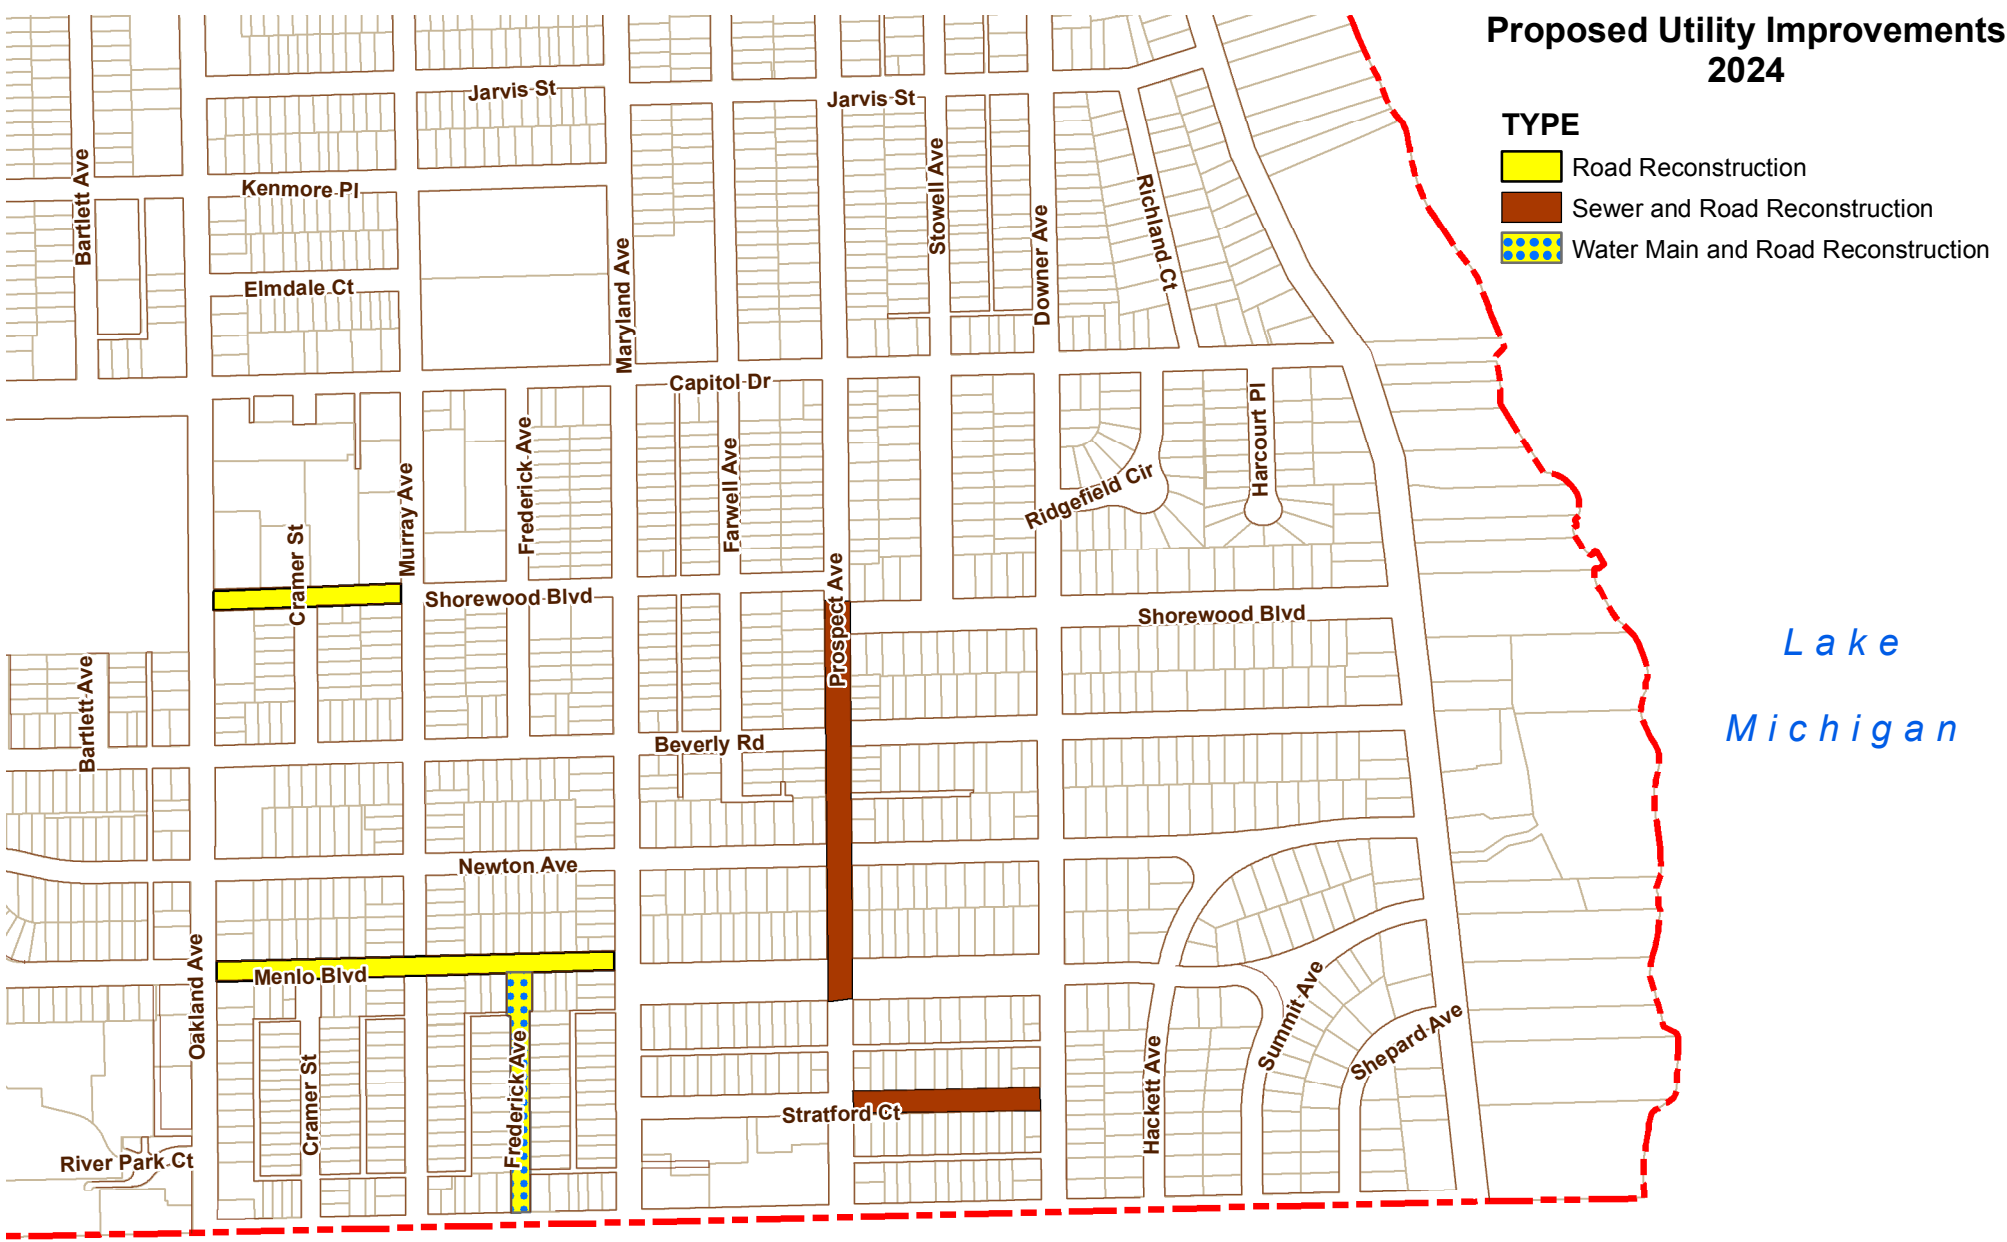 Proposed Utility Improvements
2024
TYPE
Road Reconstruction
Sewer and Road Reconstruction
Water Main and Road Reconstruction
Jarvis St
Jarvis St
Bartlett Ave
Kenmore Pl
Stowell Ave
Richland Ct
Downer Ave
Maryland Ave
Elmdale Ct
Capitol Dr
Harcourt Pl
Frederick Ave
Farwell Ave
Murray Ave
Ridgefield Cir
Cramer St
Prospect Ave
Shorewood Blvd
Shorewood Blvd
Lake
Michigan
Bartlett Ave
Beverly Rd
Newton Ave
Oakland Ave
Menlo Blvd
Summit Ave
Shepard Ave
Hackett Ave
Frederick Ave
Cramer St
Stratford Ct
River Park Ct